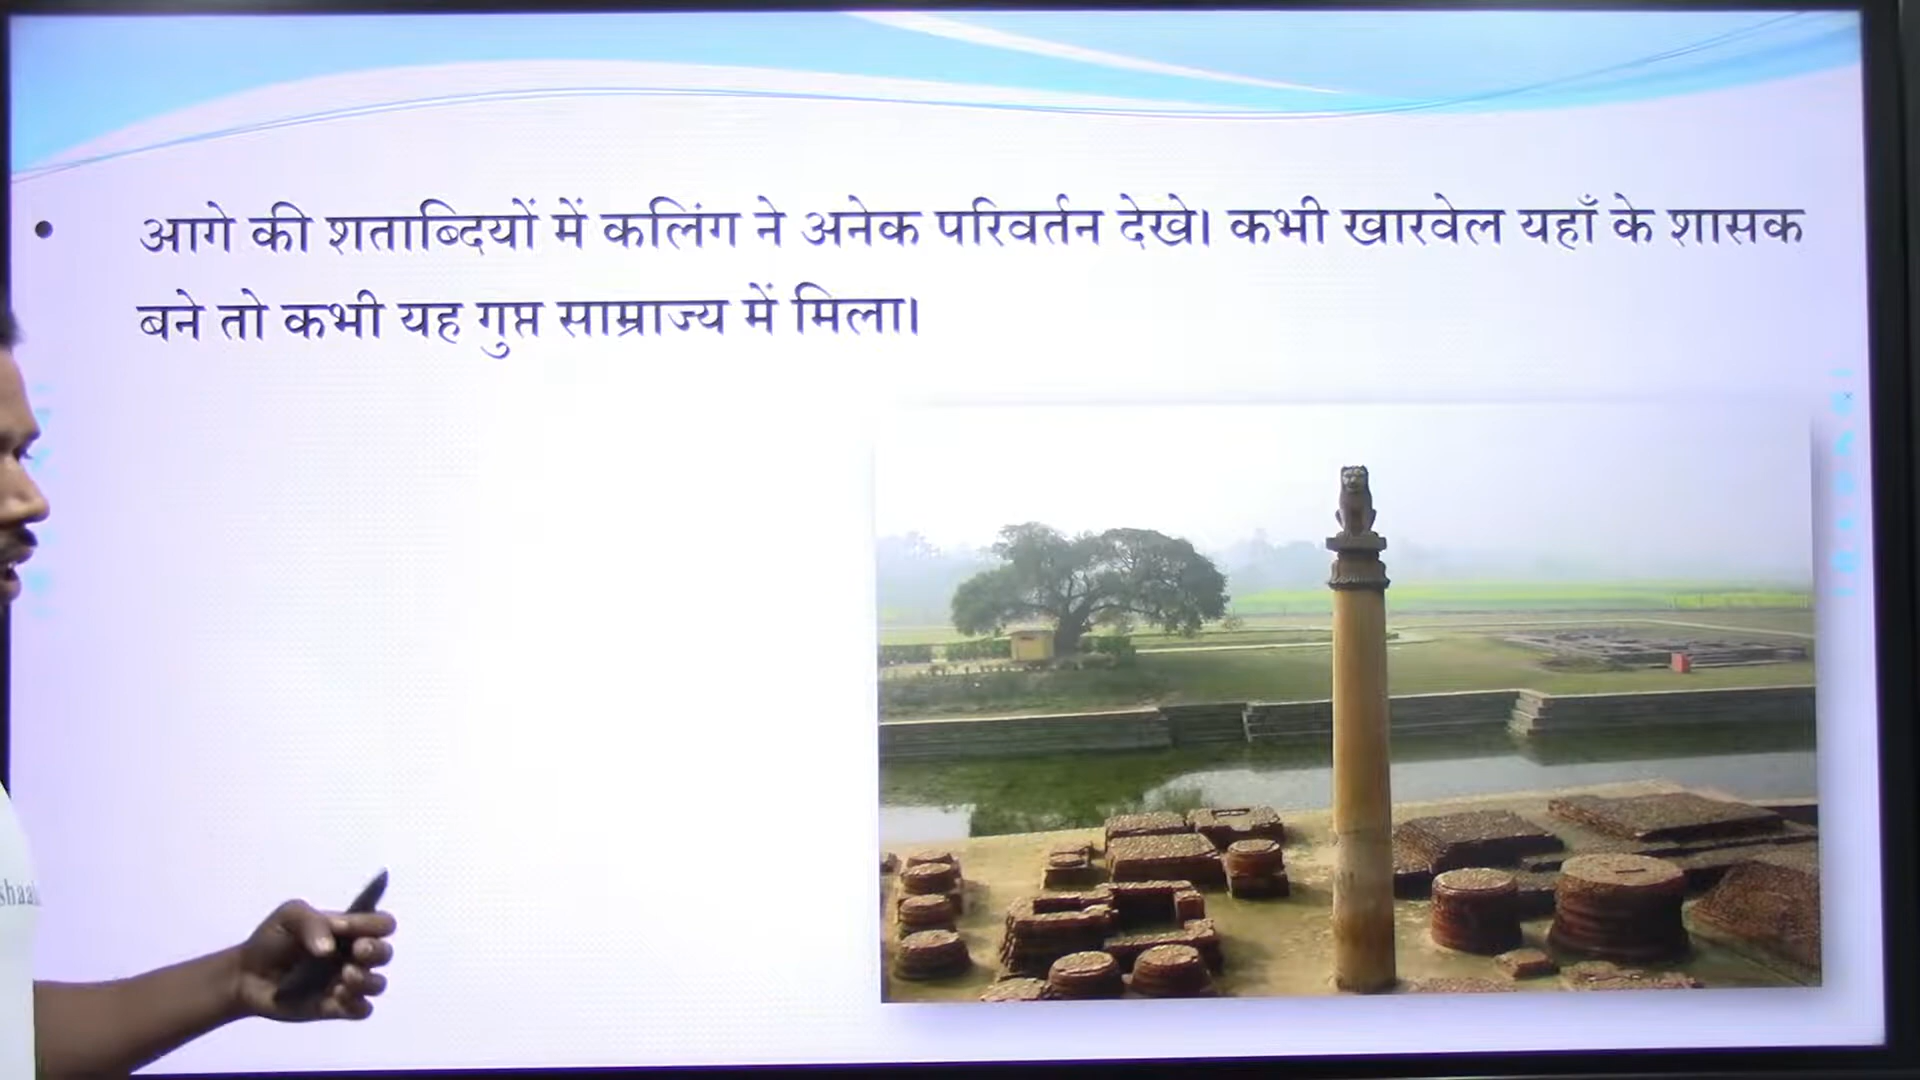 • आगे की शताब्दियों में कलिंग ने अनेक परिवर्तन देखे। कभी खारवेल यहाँ के शासक
बने तो कभी यह गुप्त साम्राज्य में मिला।